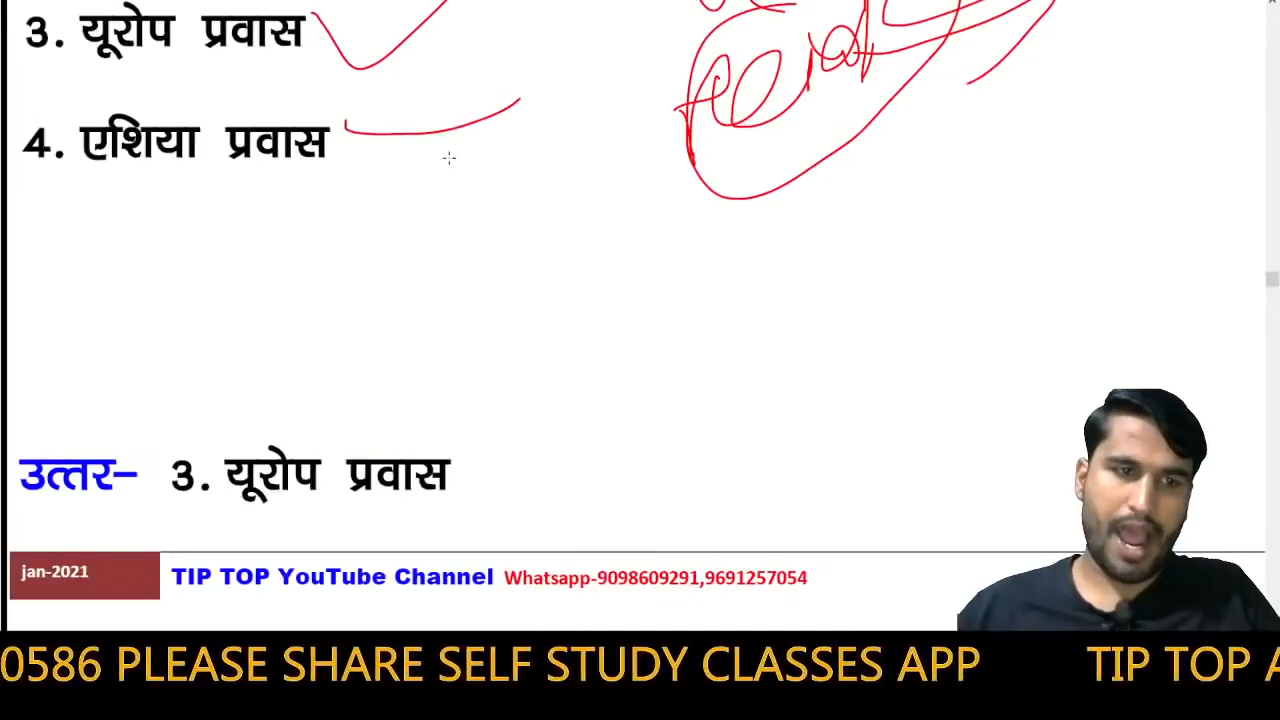 3. यूरोप प्रवास
4. एशिया प्रवास
उत्तर– ३. यूरोप प्रवास
jan-2021 TIP TOP YouTube Channel Whatsapp-9098609291,9691257054
0586 PLEASE SHARE SELF STUDY CLASSES APP TIP TOP